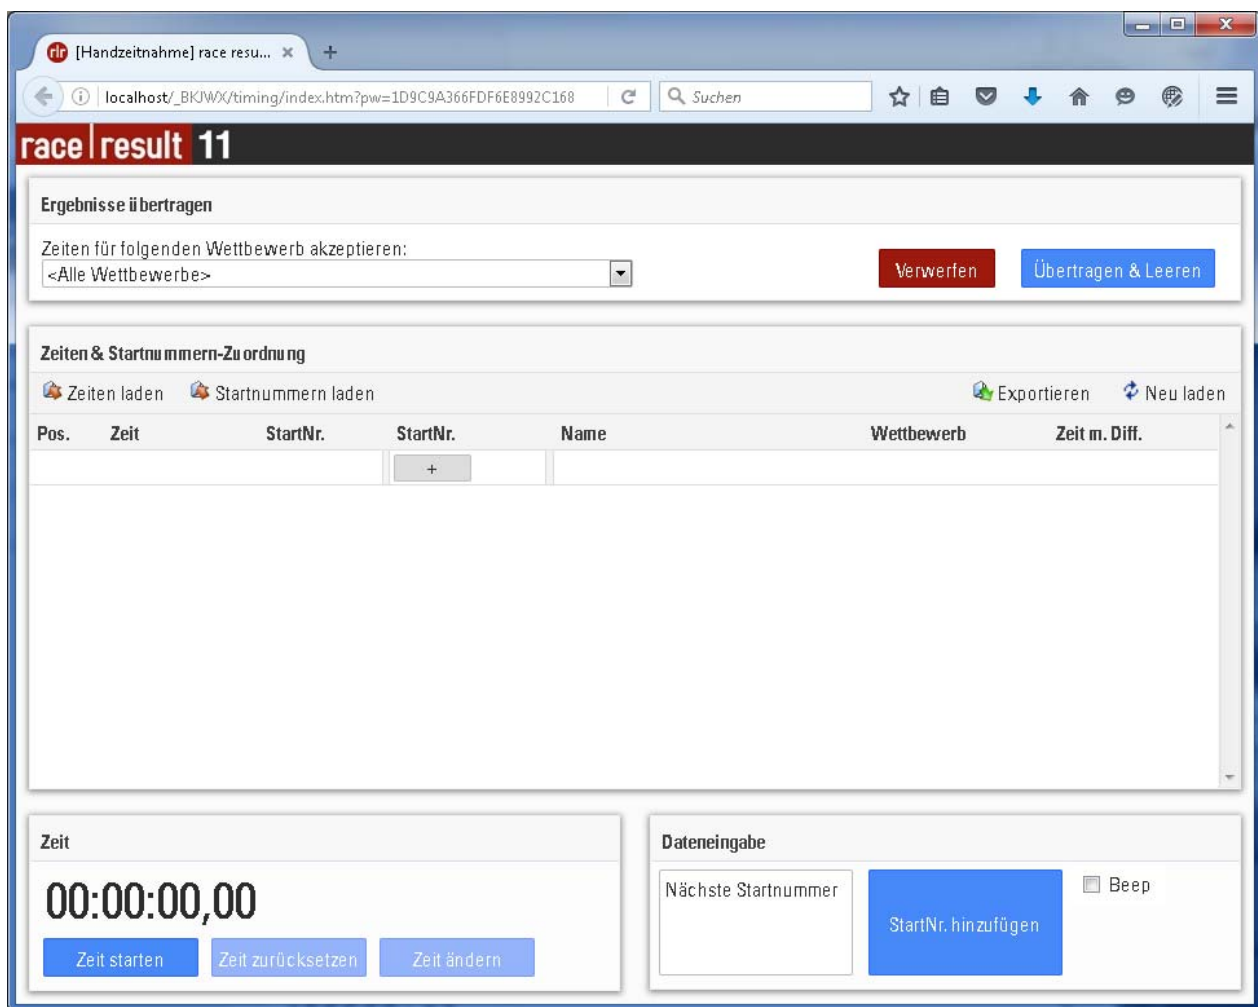 [Handzeitnahme] race resu... × +
localhost/_BKJWX/timing/index.htm?pw=1D9C9A366FDF6E8992C168 Suchen
race result 11
Ergebnisse übertragen
Zeiten für folgenden Wettbewerb akzeptieren:
<Alle Wettbewerbe> Verwerfen Übertragen & Leeren
Zeiten & Startnummern-Zuordnung
Zeiten laden Startnummern laden Exportieren Neu laden
Pos. Zeit StartNr. StartNr. Name Wettbewerb Zeit m. Diff.
+
Zeit
00:00:00,00
Zeit starten Zeit zurücksetzen Zeit ändern
Dateneingabe
Nächste Startnummer StartNr. hinzufügen Beep